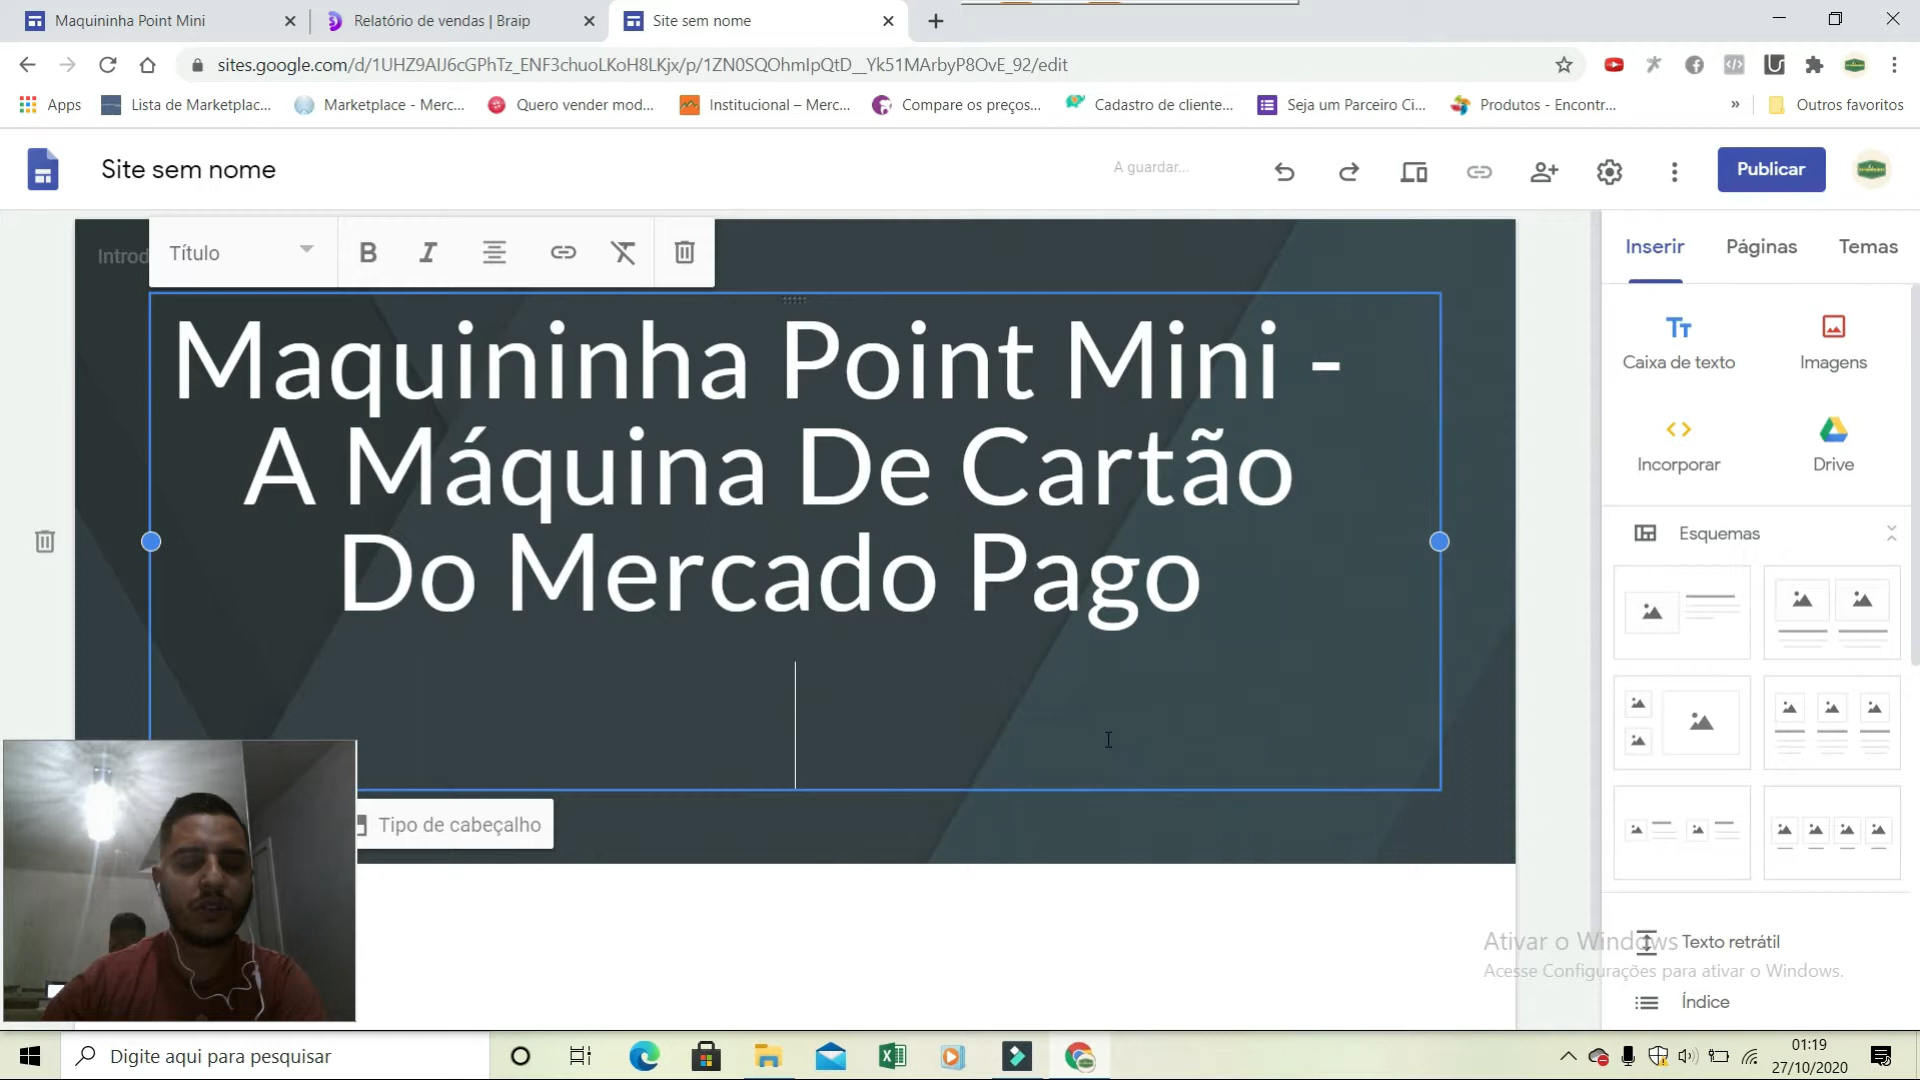 Maquininha Point Mini
Relatório de vendas | Braip
Site sem nome
sites.google.com/d/1UHZ9AIJ6cGPhTz_ENF3chuoLKoH8LKjx/p/1ZN0SQOhmIpQtD__Yk51MArbyP8OvE_92/edit
Apps
Lista de Marketplac...
Marketplace - Merc...
Quero vender mod...
Institucional – Merc...
Compare os preços...
Cadastro de cliente...
Seja um Parceiro Ci...
Produtos - Encontr...
»
Outros favoritos
Site sem nome
A guardar...
Publicar
Introd
Título
B
I
Inserir
Páginas
Temas
Maquininha Point Mini -
A Máquina De Cartão
Do Mercado Pago
Tт
Caixa de texto
Imagens
Incorporar
Drive
Esquemas
Tipo de cabeçalho
Ativar o Windows
Acesse Configurações para ativar o Windows.
Texto retrátil
Índice
Digite aqui para pesquisar
01:19
27/10/2020